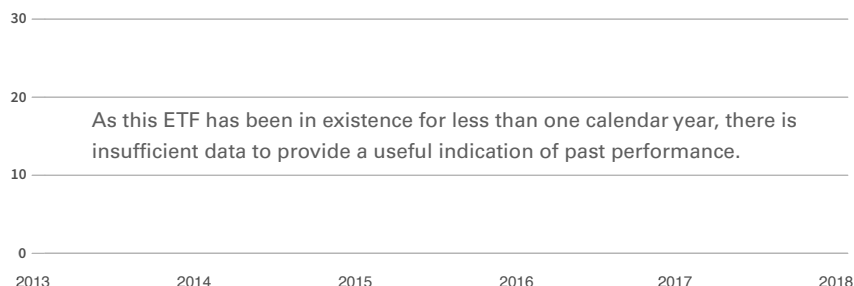 30
20
As this ETF has been in existence for less than one calendar year, there is
insufficient data to provide a useful indication of past performance.
10
0
2013 2014 2015 2016 2017 2018